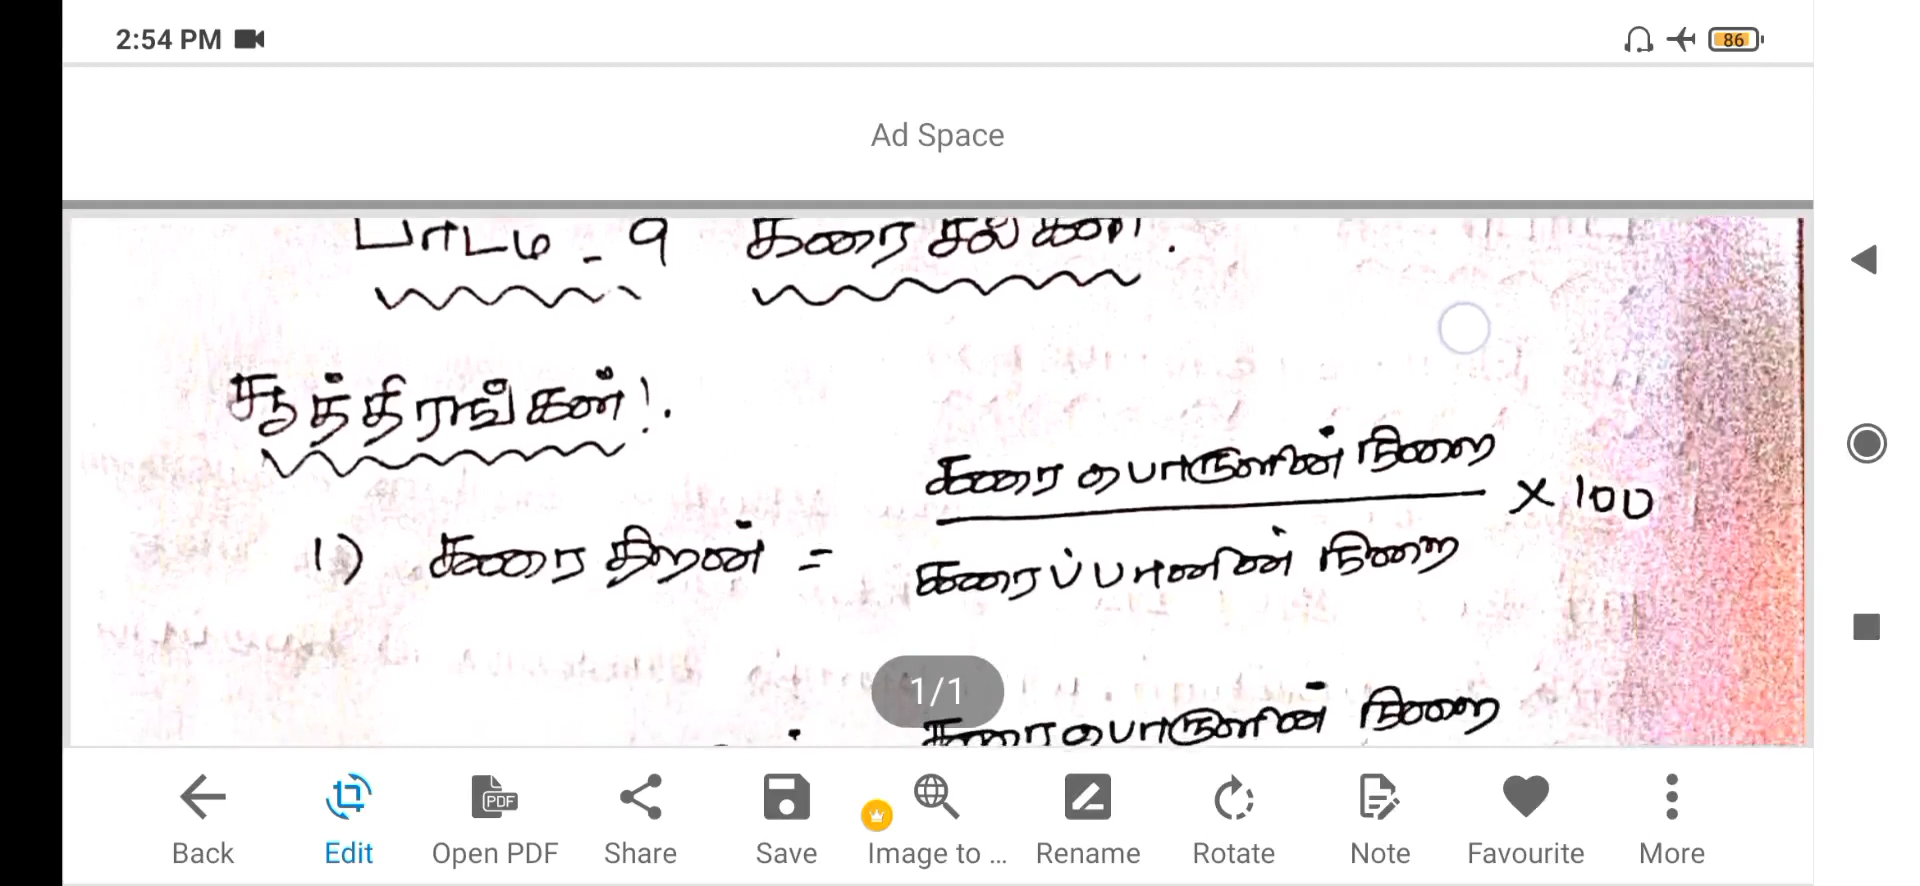 2:54 PM
86
Ad Space
பாடம் - 9 கரைசல்கள்.
சூத்திரங்கள்!.
கரைபொருளின் நிறை
1) கரைதிறன் = ———— × 100
கரைப்பானின் நிறை
1/1
கரைபொருளின் நிறை
Back Edit Open PDF Share Save Image to ... Rename Rotate Note Favourite More